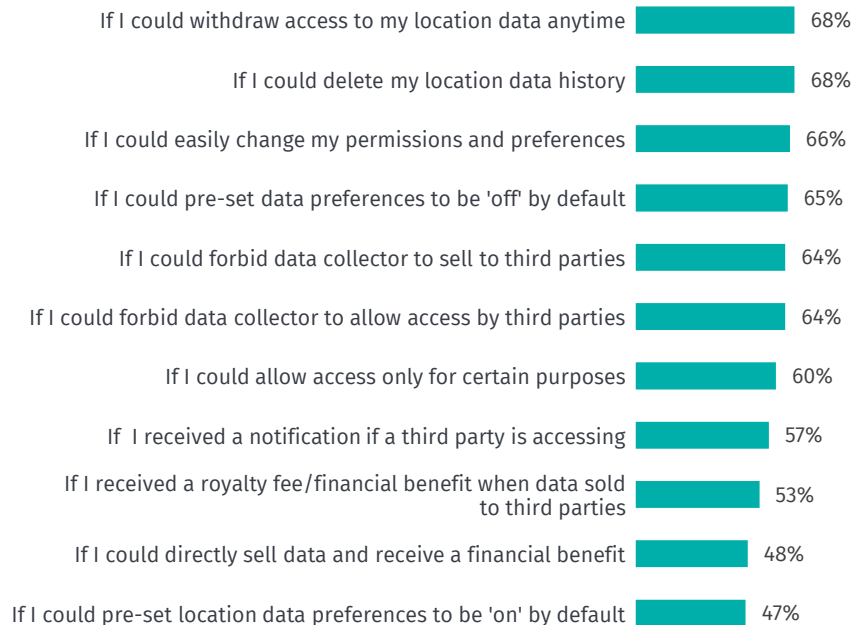 If I could withdraw access to my location data anytime 68%
If I could delete my location data history 68%
If I could easily change my permissions and preferences 66%
If I could pre-set data preferences to be 'off' by default 65%
If I could forbid data collector to sell to third parties 64%
If I could forbid data collector to allow access by third parties 64%
If I could allow access only for certain purposes 60%
If I received a notification if a third party is accessing 57%
If I received a royalty fee/financial benefit when data sold
to third parties 53%
If I could directly sell data and receive a financial benefit 48%
If I could pre-set location data preferences to be 'on' by default 47%